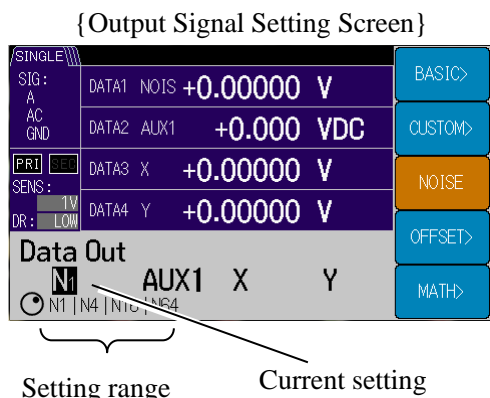 {Output Signal Setting Screen}
SINGLE
SIG:
A
AC
GND
DATA1 NOIS +0.00000 V
DATA2 AUX1 +0.000 VDC
PRI SEC
SENS:
1V
DR: LOW
DATA3 X +0.00000 V
DATA4 Y +0.00000 V
Data Out
N1 AUX1 X Y
N1 | N4 | N16 | N64
BASIC>
CUSTOM>
NOISE
OFFSET>
MATH>
Setting range
Current setting